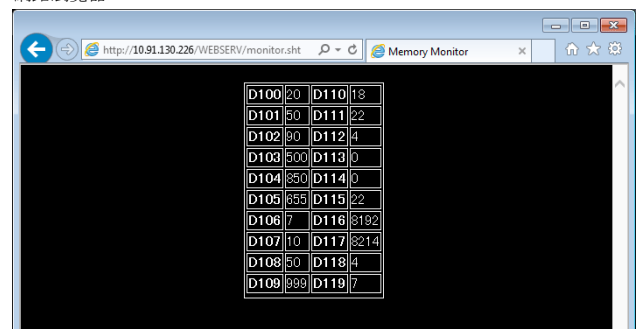 http://10.91.130.226/WEBSERV/monitor.sht
Memory Monitor
D100 20 D110 18
D101 50 D111 22
D102 90 D112 4
D103 500 D113 0
D104 850 D114 0
D105 655 D115 22
D106 7 D116 8192
D107 10 D117 8214
D108 50 D118 4
D109 999 D119 7